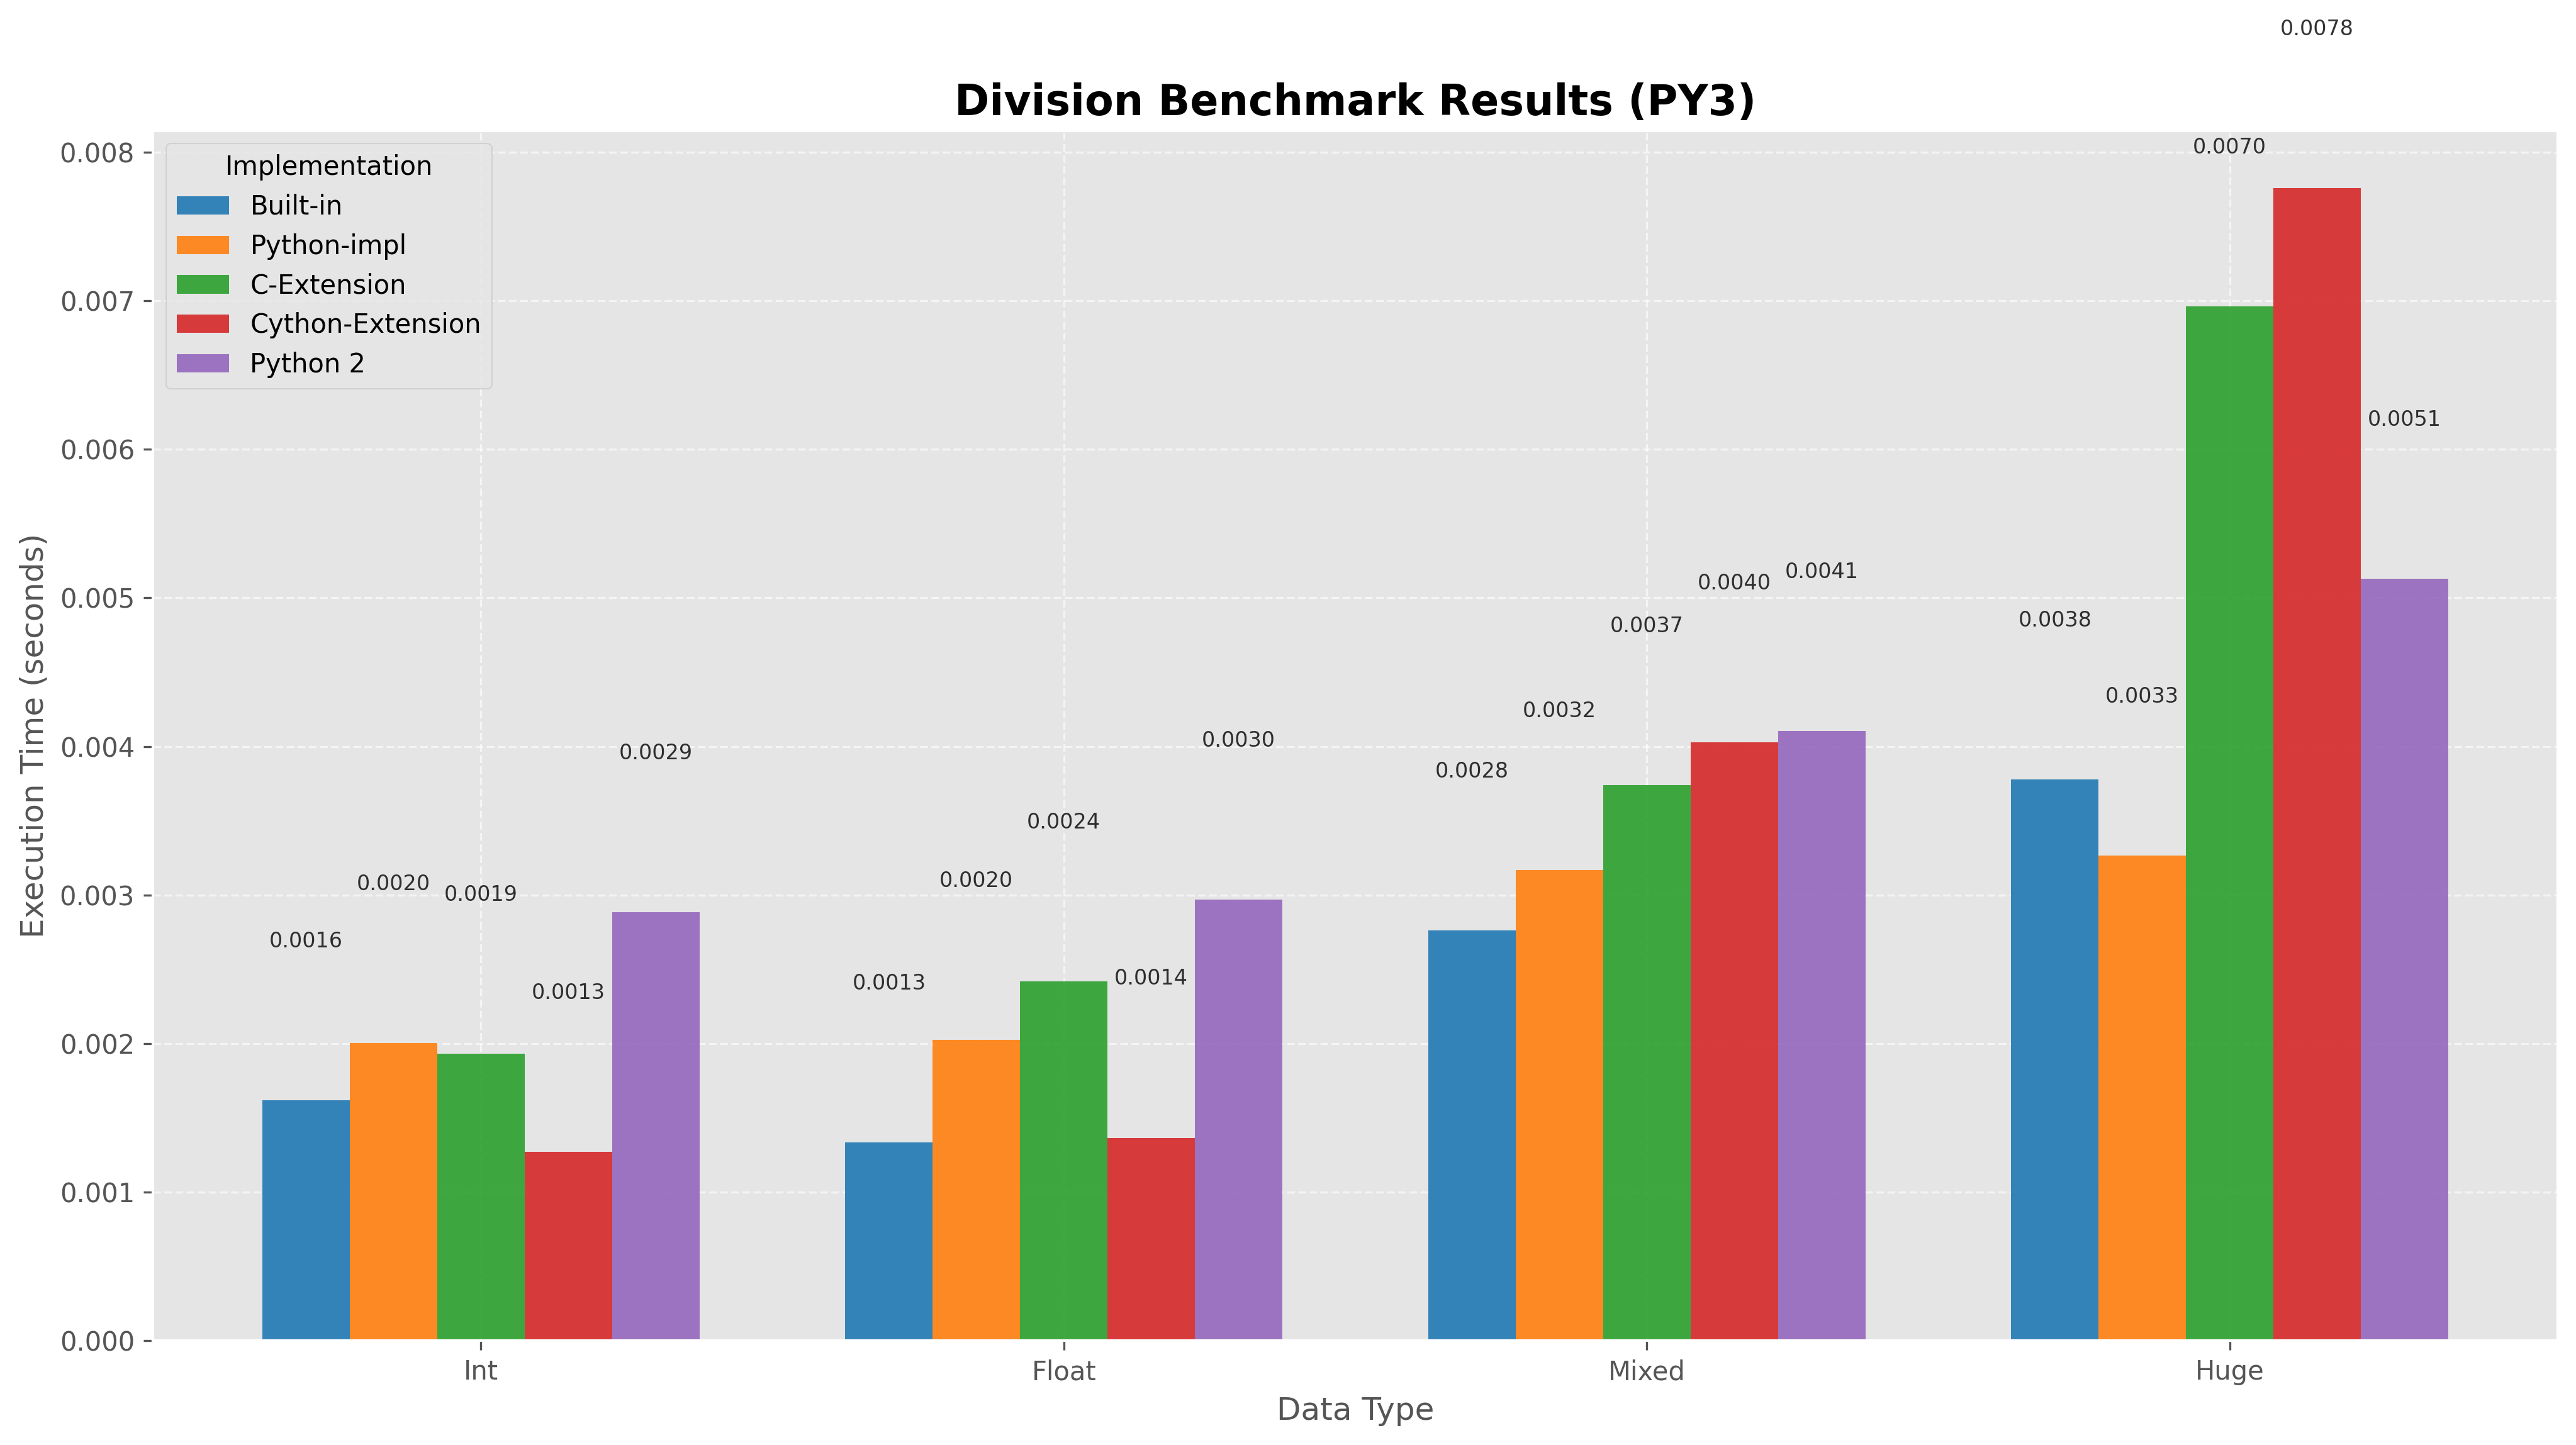 0.0078
Division Benchmark Results (PY3)
Implementation
Built-in
Python-impl
C-Extension
Cython-Extension
Python 2
Execution Time (seconds)
0.008
0.007
0.006
0.005
0.004
0.003
0.002
0.001
0.000
0.0016
0.0020
0.0019
0.0013
0.0029
0.0013
0.0020
0.0024
0.0014
0.0030
0.0028
0.0032
0.0037
0.0040
0.0041
0.0038
0.0033
0.0070
0.0051
Int
Float
Mixed
Huge
Data Type